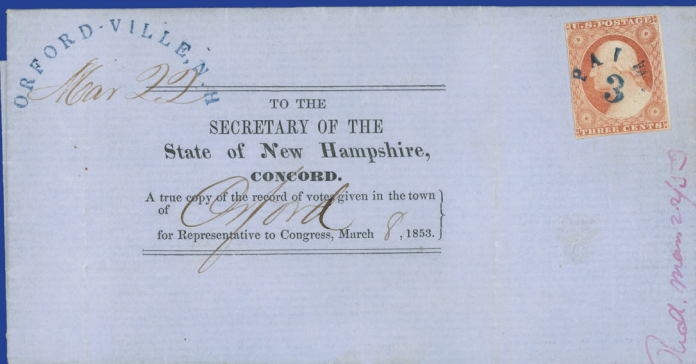 ORFORD-VILLE, N.H
Mar 22
U.S. POSTAGE
PAID
3
THREE CENTS
TO THE
SECRETARY OF THE
State of New Hampshire,
CONCORD.
A true copy of the record of votes given in the town
of Orford
for Representative to Congress, March 8, 1853.